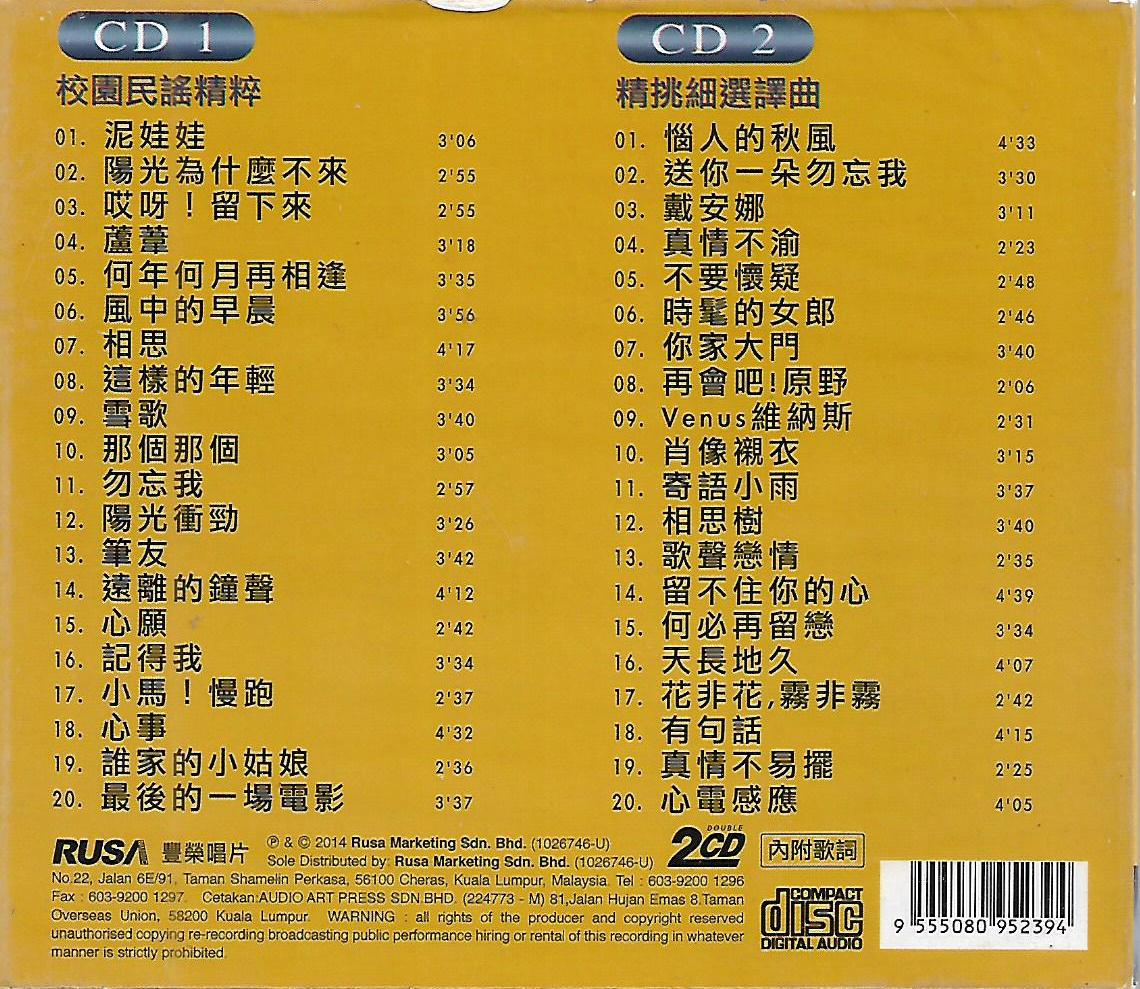 CD 1
校園民謠精粹
01. 泥娃娃 3'06
02. 陽光為什麼不來 2'55
03. 哎呀！留下來 2'55
04. 蘆葦 3'18
05. 何年何月再相逢 3'35
06. 風中的早晨 3'56
07. 相思 4'17
08. 這樣的年輕 3'34
09. 雪歌 3'40
10. 那個那個 3'05
11. 勿忘我 2'57
12. 陽光衝勁 3'26
13. 筆友 3'42
14. 遠離的鐘聲 4'12
15. 心願 2'42
16. 記得我 3'34
17. 小馬！慢跑 2'37
18. 心事 4'32
19. 誰家的小姑娘 2'36
20. 最後的一場電影 3'37
CD 2
精挑細選譯曲
01. 惱人的秋風 4'33
02. 送你一朵勿忘我 3'30
03. 戴安娜 3'11
04. 真情不渝 2'23
05. 不要懷疑 2'48
06. 時髦的女郎 2'46
07. 你家大門 3'40
08. 再會吧!原野 2'06
09. Venus維納斯 2'31
10. 肖像襯衣 3'15
11. 寄語小雨 3'37
12. 相思樹 3'40
13. 歌聲戀情 2'35
14. 留不住你的心 4'39
15. 何必再留戀 3'34
16. 天長地久 4'07
17. 花非花,霧非霧 2'42
18. 有句話 4'15
19. 真情不易擺 2'25
20. 心電感應 4'05
RUSA 豐榮唱片
℗ & © 2014 Rusa Marketing Sdn. Bhd. (1026746-U)
Sole Distributed by: Rusa Marketing Sdn. Bhd. (1026746-U)
No.22, Jalan 6E/91, Taman Shamelin Perkasa, 56100 Cheras, Kuala Lumpur, Malaysia. Tel : 603-9200 1296
Fax : 603-9200 1297. Cetakan:AUDIO ART PRESS SDN.BHD. (224773 - M) 81,Jalan Hujan Emas 8,Taman
Overseas Union, 58200 Kuala Lumpur. WARNING : all rights of the producer and copyright reserved
unauthorised copying re-recording broadcasting public performance hiring or rental of this recording in whatever
manner is strictly prohibited.
DOUBLE
2CD
內附歌詞
COMPACT
disc
DIGITAL AUDIO
9 555080 952394